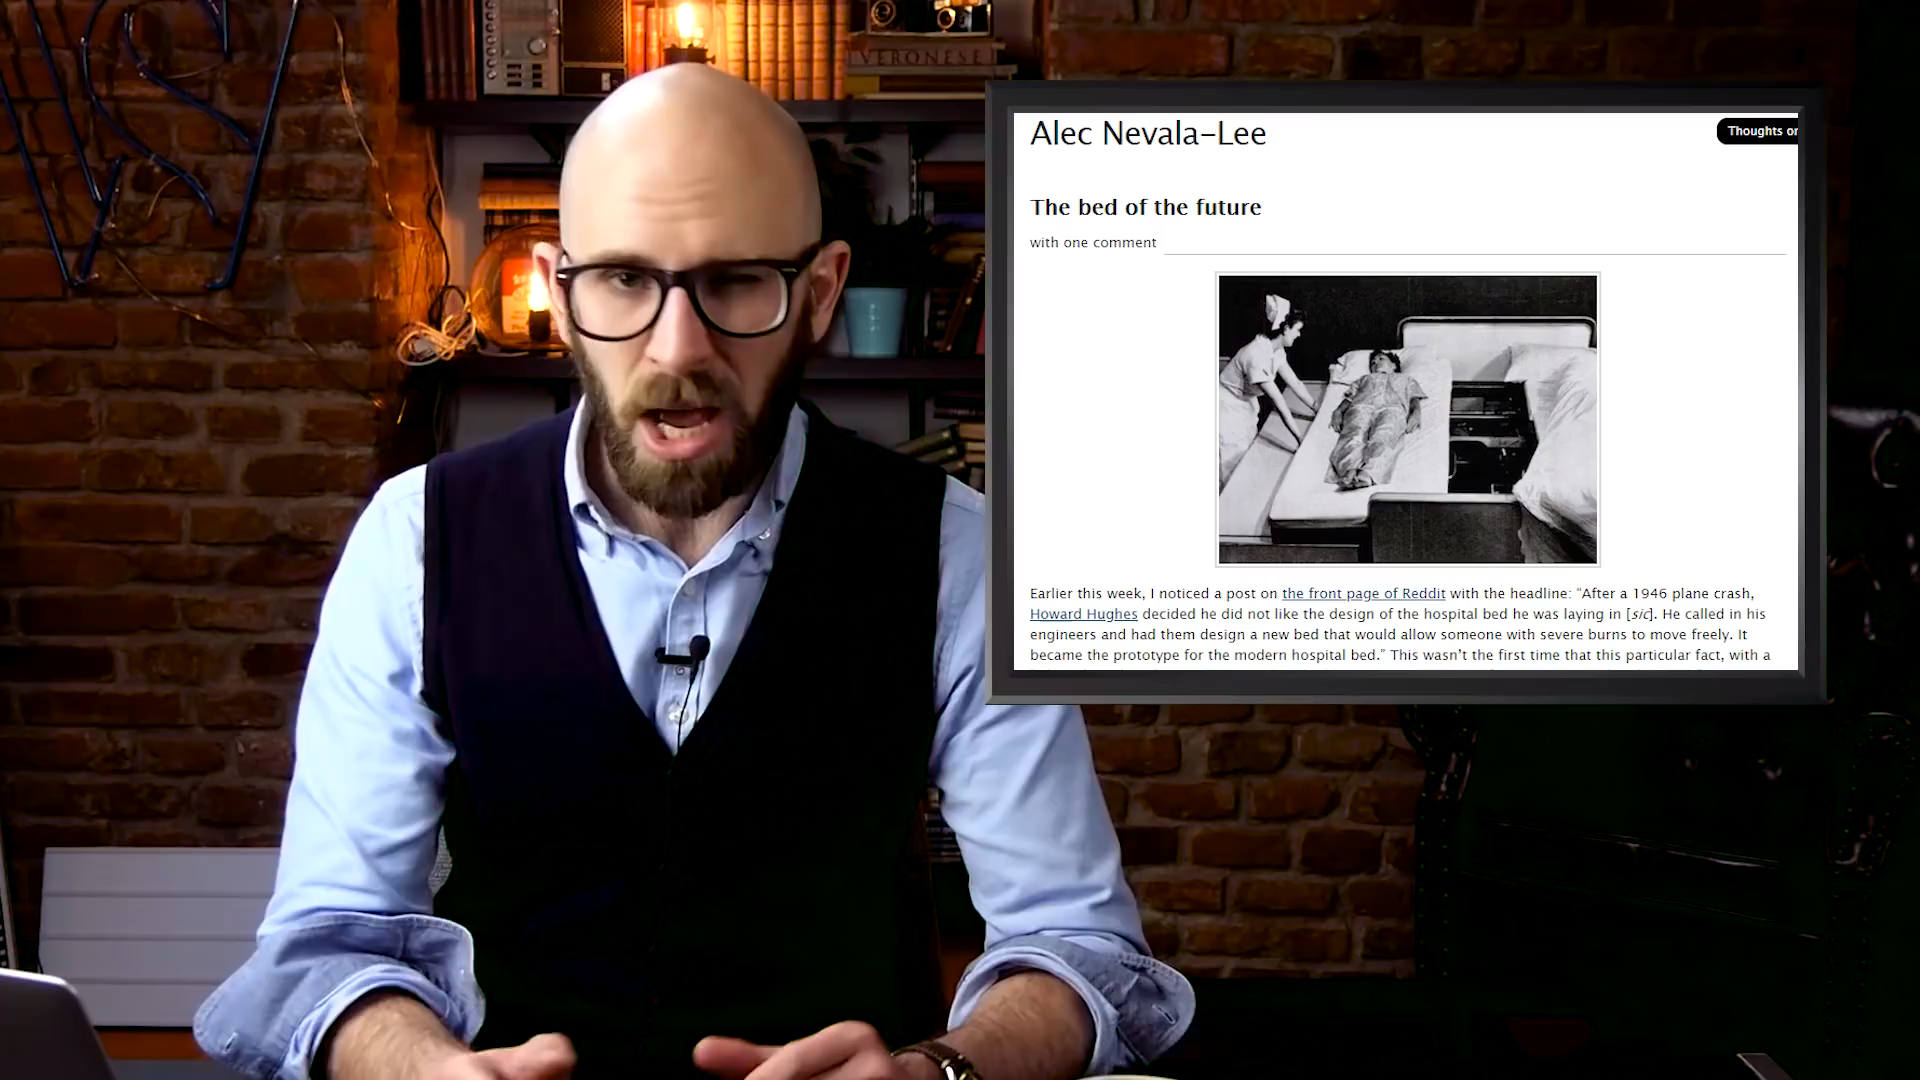 VERONESE
Alec Nevala-Lee
Thoughts or
The bed of the future
with one comment
Earlier this week, I noticed a post on the front page of Reddit with the headline: “After a 1946 plane crash,
Howard Hughes decided he did not like the design of the hospital bed he was laying in [sic]. He called in his
engineers and had them design a new bed that would allow someone with severe burns to move freely. It
became the prototype for the modern hospital bed.” This wasn’t the first time that this particular fact, with a